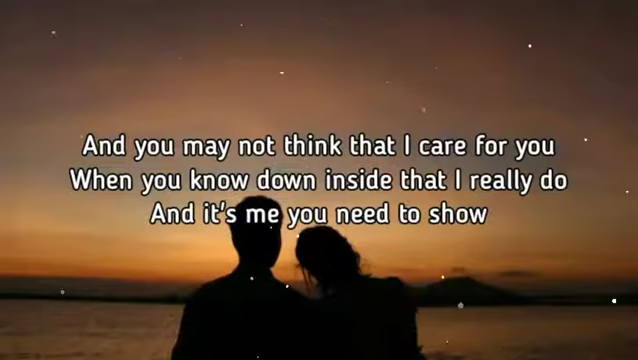 And you may not think that I care for you
When you know down inside that I really do
And it's me you need to show